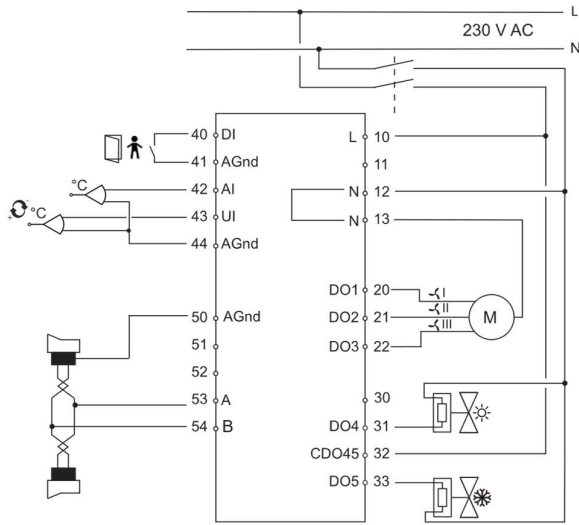 L
230 V AC
N
40 DI
41 AGnd
42 AI
43 UI
44 AGnd
°C
°C
50 AGnd
51
52
53 A
54 B
L 10
11
N 12
N 13
DO1 20 I
DO2 21 II
DO3 22 III
M
30
DO4 31
CDO45 32
DO5 33